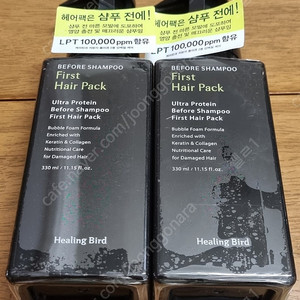 헤어팩은 샴푸 전에!
LPT 100,000ppm 함유
헤어팩은 샴푸 전에!
LPT 100,000ppm 함유
BEFORE SHAMPOO
First
Hair Pack
Ultra Protein
Before Shampoo
First Hair Pack
Bubble Foam Formula
Enriched with
Keratin & Collagen
Nutritional Care
for Damaged Hair
330 ml / 11.15 fl. oz.
Healing Bird
BEFORE SHAMPOO
First
Hair Pack
Ultra Protein
Before Shampoo
First Hair Pack
Bubble Foam Formula
Enriched with
Keratin & Collagen
Nutritional Care
for Damaged Hair
330 ml / 11.15 fl. oz.
Healing Bird